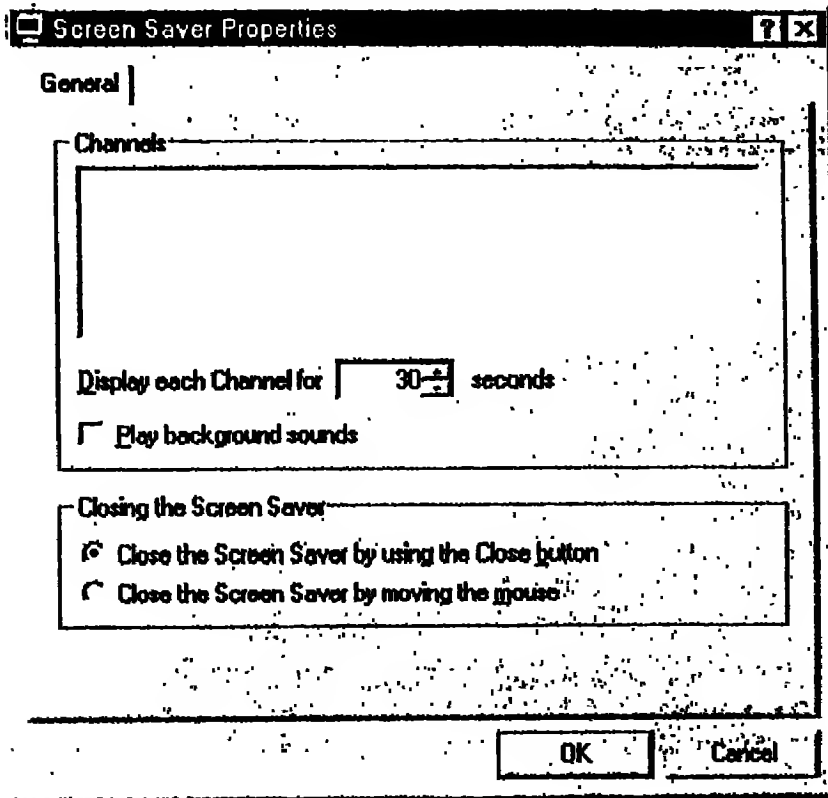 Screen Saver Properties
General
Channels
Display each Channel for 30 seconds
Play background sounds
Closing the Screen Saver
Close the Screen Saver by using the Close button
Close the Screen Saver by moving the mouse
OK Cancel